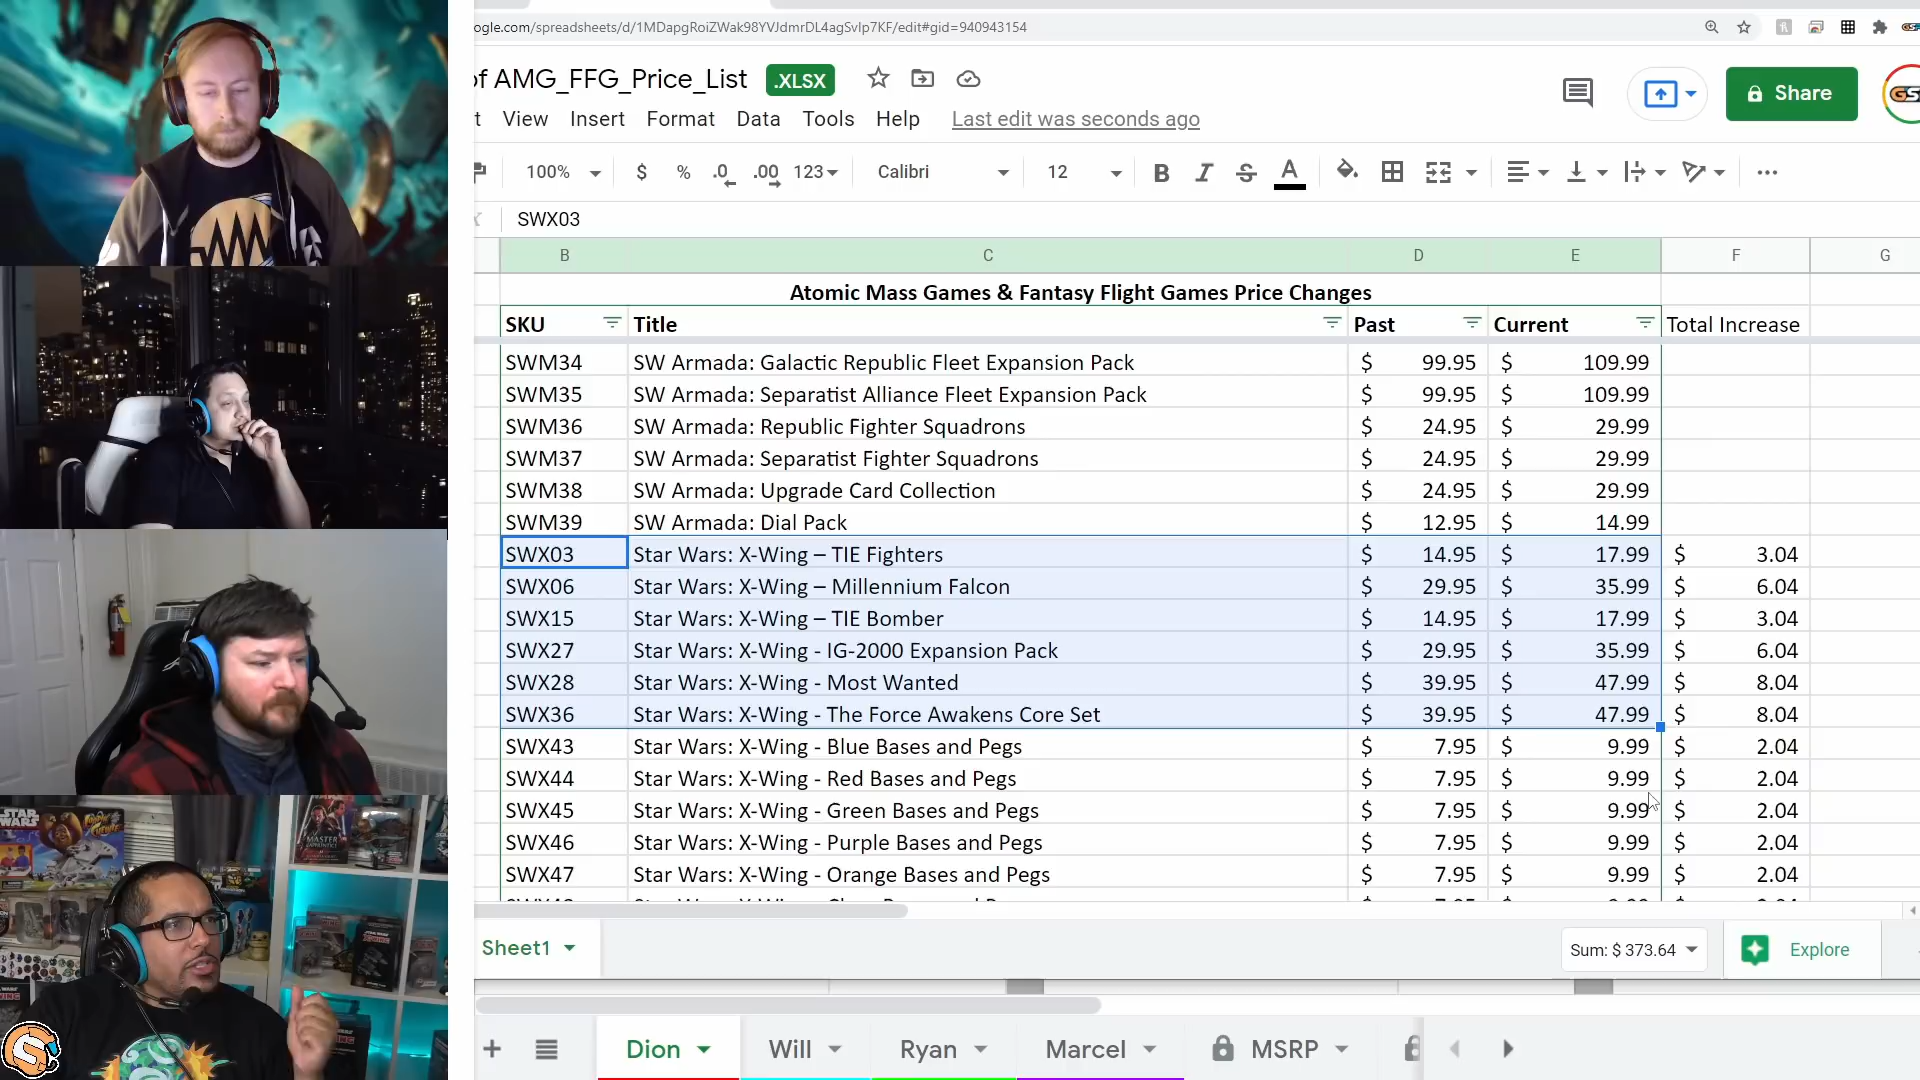 ogle.com/spreadsheets/d/1MDapgRoiZWak98YVJdmrDL4agSvIp7KF/edit#gid=940943154
of AMG_FFG_Price_List .XLSX
Share
t View Insert Format Data Tools Help Last edit was seconds ago
100% $ % .0 .00 123 Calibri 12 B I S A ...
SWX03
B C D E F G
Atomic Mass Games & Fantasy Flight Games Price Changes
SKU Title Past Current Total Increase
SWM34 SW Armada: Galactic Republic Fleet Expansion Pack $ 99.95 $ 109.99
SWM35 SW Armada: Separatist Alliance Fleet Expansion Pack $ 99.95 $ 109.99
SWM36 SW Armada: Republic Fighter Squadrons $ 24.95 $ 29.99
SWM37 SW Armada: Separatist Fighter Squadrons $ 24.95 $ 29.99
SWM38 SW Armada: Upgrade Card Collection $ 24.95 $ 29.99
SWM39 SW Armada: Dial Pack $ 12.95 $ 14.99
SWX03 Star Wars: X-Wing – TIE Fighters $ 14.95 $ 17.99 $ 3.04
SWX06 Star Wars: X-Wing – Millennium Falcon $ 29.95 $ 35.99 $ 6.04
SWX15 Star Wars: X-Wing – TIE Bomber $ 14.95 $ 17.99 $ 3.04
SWX27 Star Wars: X-Wing - IG-2000 Expansion Pack $ 29.95 $ 35.99 $ 6.04
SWX28 Star Wars: X-Wing - Most Wanted $ 39.95 $ 47.99 $ 8.04
SWX36 Star Wars: X-Wing - The Force Awakens Core Set $ 39.95 $ 47.99 $ 8.04
SWX43 Star Wars: X-Wing - Blue Bases and Pegs $ 7.95 $ 9.99 $ 2.04
SWX44 Star Wars: X-Wing - Red Bases and Pegs $ 7.95 $ 9.99 $ 2.04
SWX45 Star Wars: X-Wing - Green Bases and Pegs $ 7.95 $ 9.99 $ 2.04
SWX46 Star Wars: X-Wing - Purple Bases and Pegs $ 7.95 $ 9.99 $ 2.04
SWX47 Star Wars: X-Wing - Orange Bases and Pegs $ 7.95 $ 9.99 $ 2.04
Sheet1
Sum: $ 373.64
Explore
Dion Will Ryan Marcel MSRP
STAR WARS